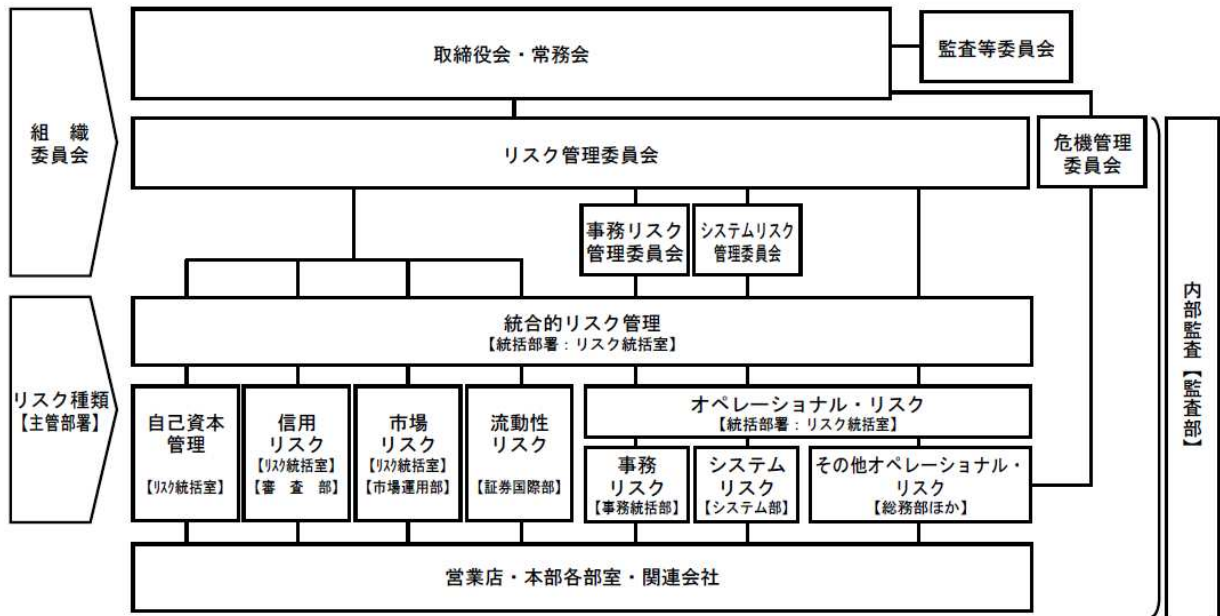 取締役会・常務会
監査等委員会
組　織
委員会
リスク管理委員会
危機管理
委員会
事務リスク
管理委員会
システムリスク
管理委員会
統合的リスク管理
【統括部署：リスク統括室】
リスク種類
【主管部署】
自己資本
管理
【リスク統括室】
信用
リスク
【リスク統括室】
【審　査　部】
市場
リスク
【リスク統括室】
【市場運用部】
流動性
リスク
【証券国際部】
オペレーショナル・リスク
【統括部署：リスク統括室】
事務
リスク
【事務統括部】
システム
リスク
【システム部】
その他オペレーショナル・
リスク
【総務部ほか】
営業店・本部各部室・関連会社
内部監査【監査部】